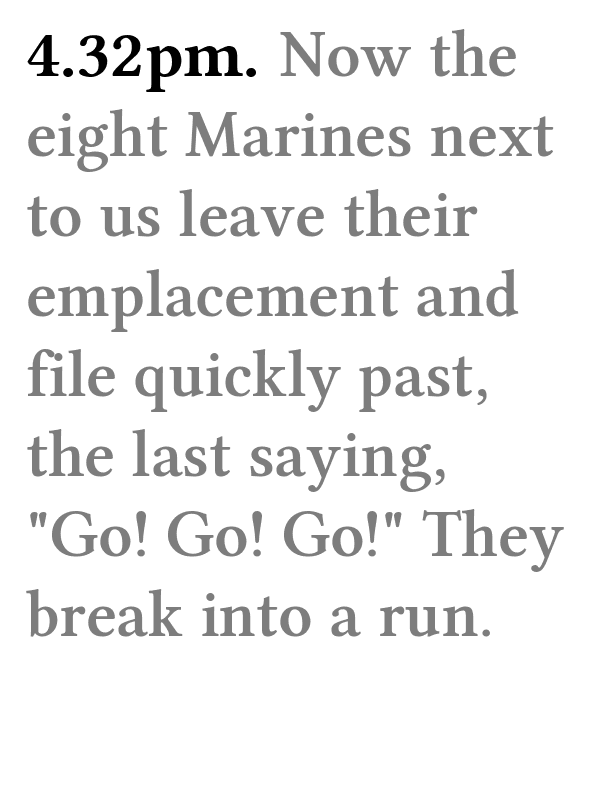 4.32pm. Now the
eight Marines next
to us leave their
emplacement and
file quickly past,
the last saying,
"Go! Go! Go!" They
break into a run.